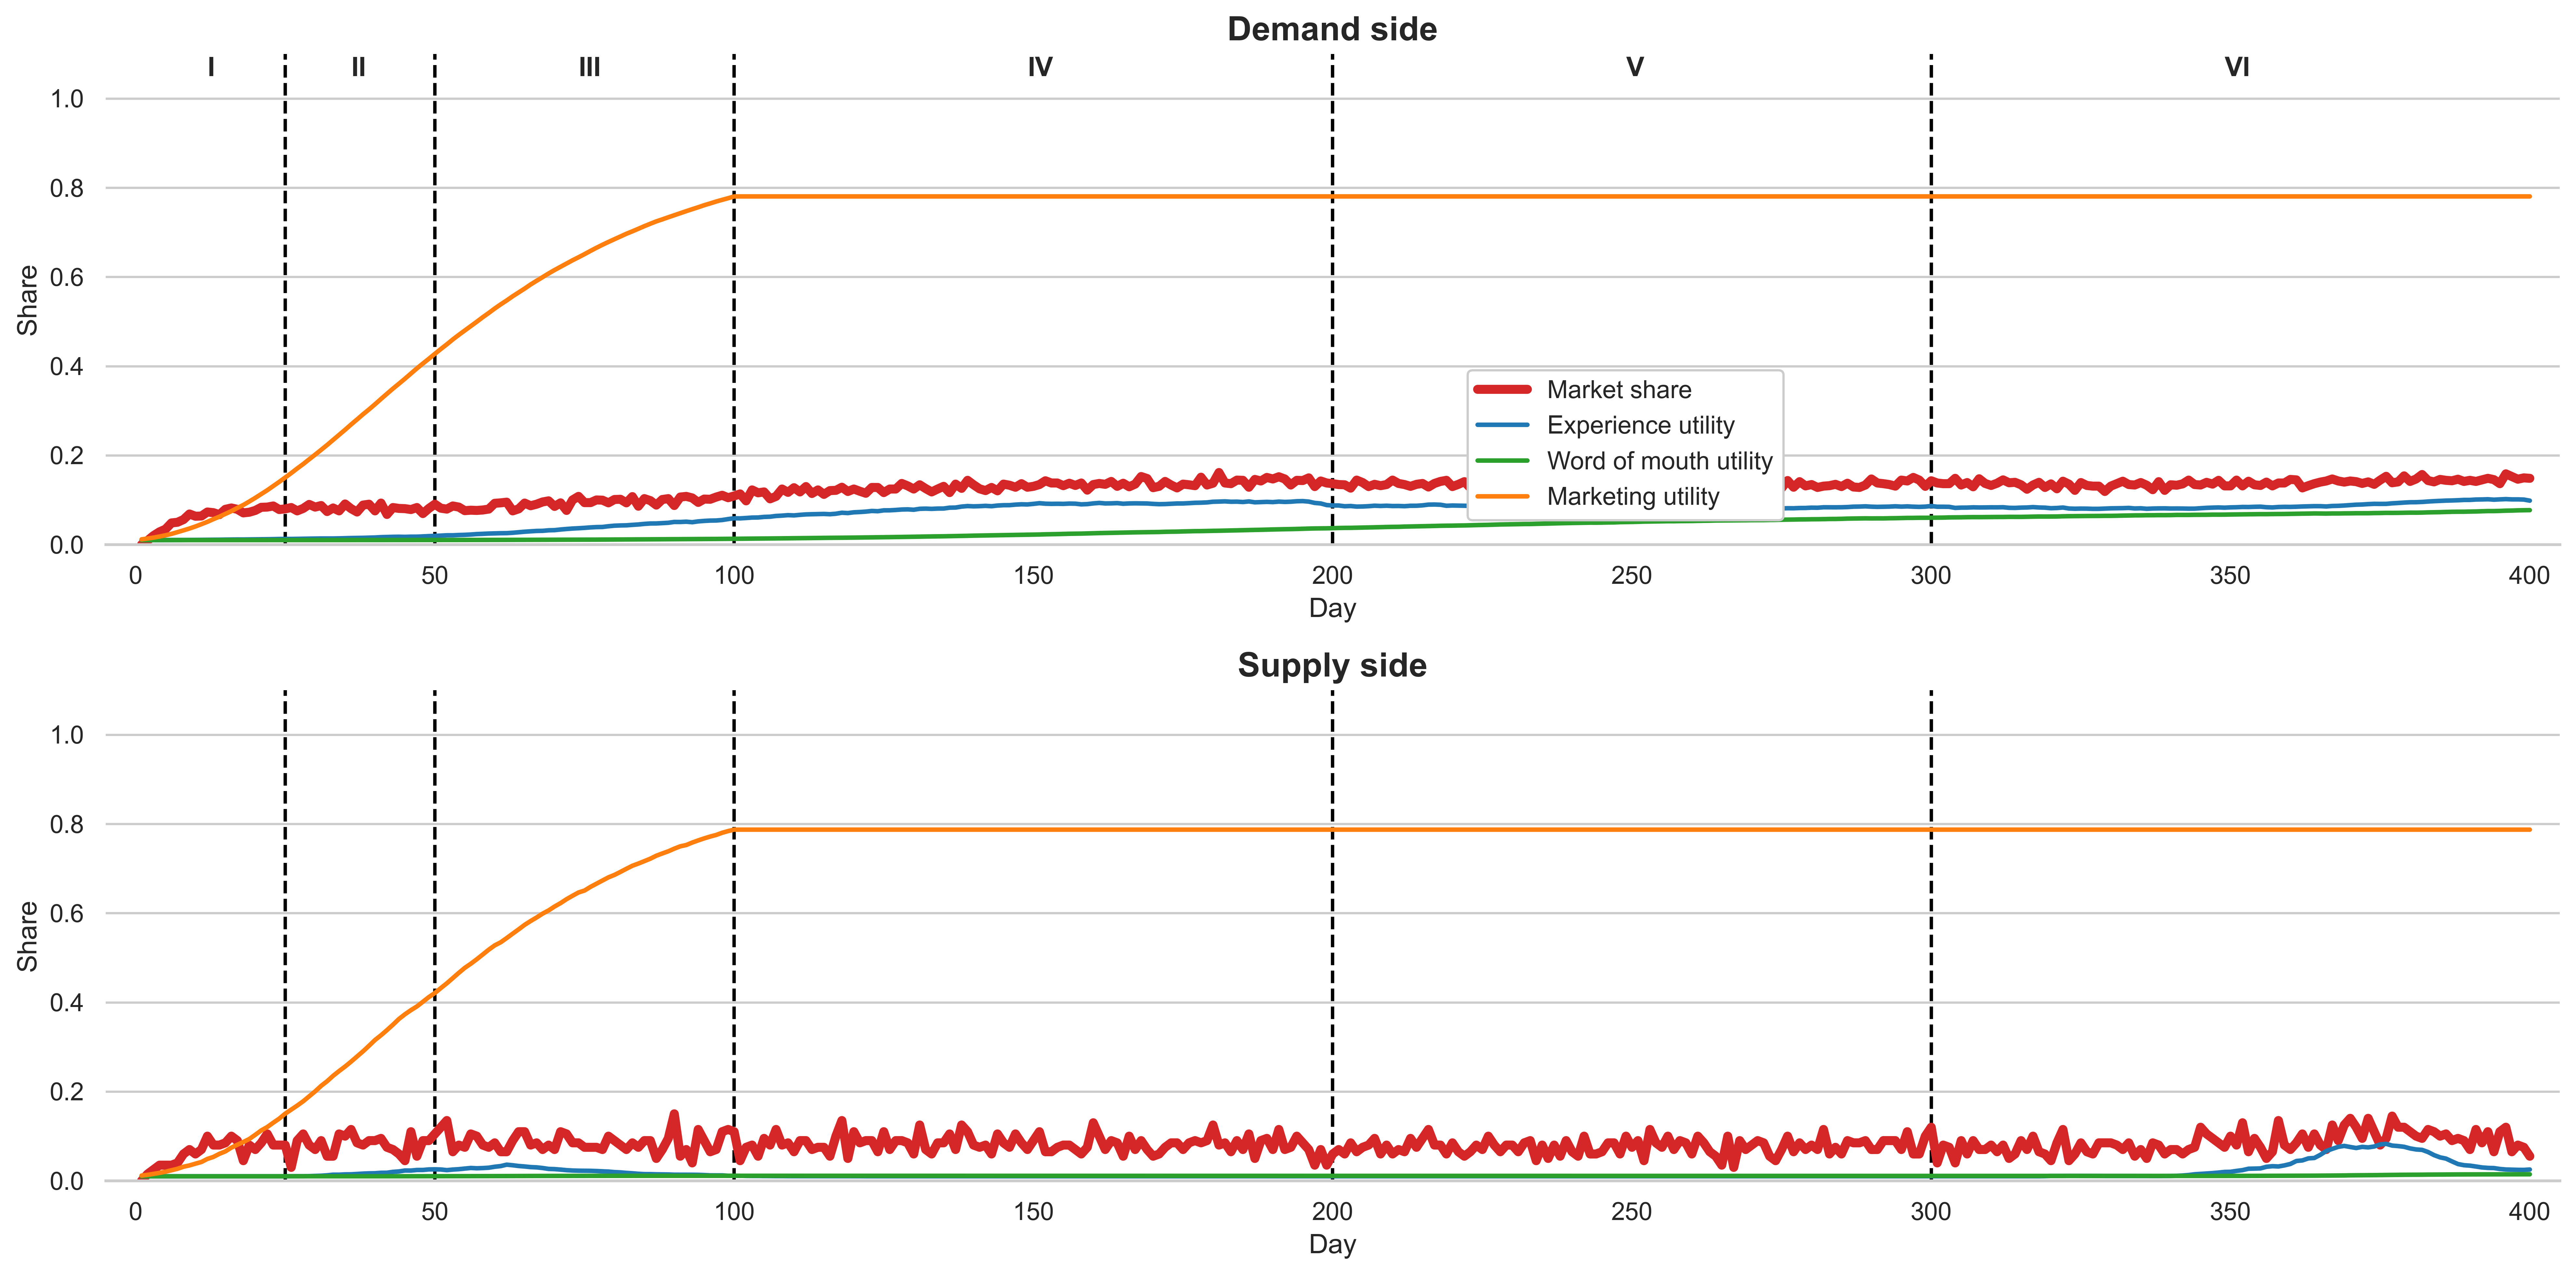 Demand side
I II III IV V VI
1.0
0.8
0.6
0.4
0.2
0.0
Share
Market share
Experience utility
Word of mouth utility
Marketing utility
0 50 100 150 200 250 300 350 400
Day
Supply side
1.0
0.8
0.6
0.4
0.2
0.0
Share
0 50 100 150 200 250 300 350 400
Day